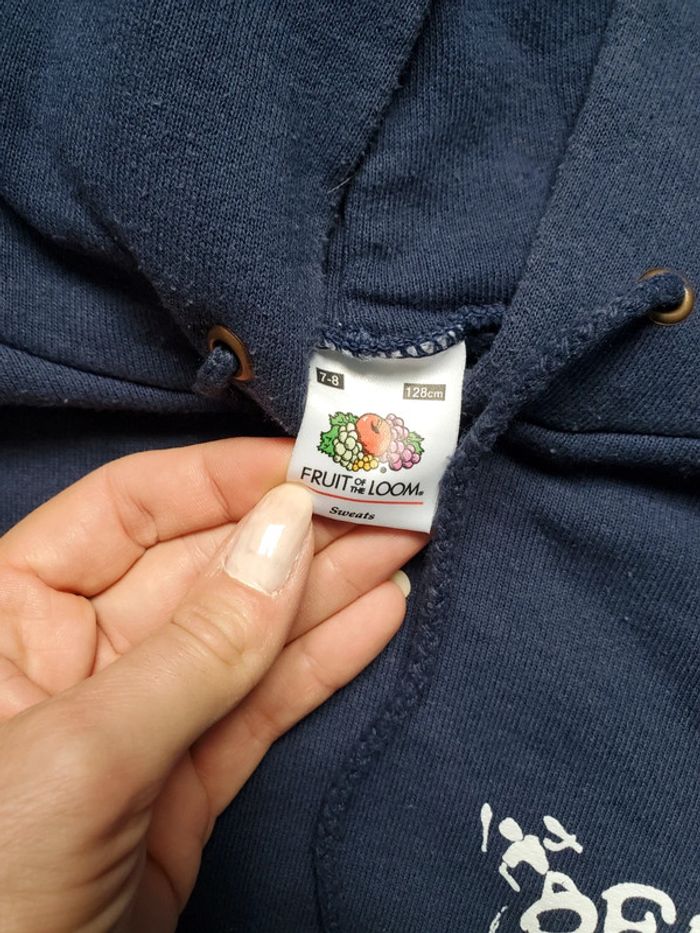 7-8
128cm
FRUIT OF THE LOOM®
Sweats